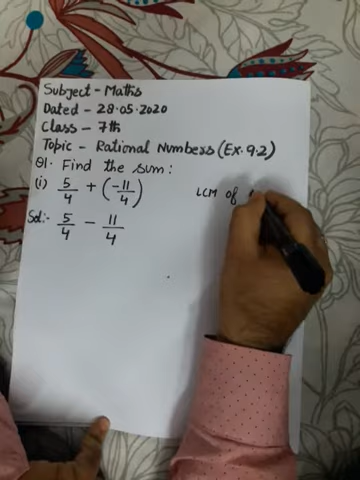 Subject - Maths
Dated - 28.05.2020
Class - 7th
Topic - Rational Numbers (Ex. 9.2)
Q1. Find the sum:
(i) 5/4 + (-11/4) LCM of
Sol:- 5/4 - 11/4